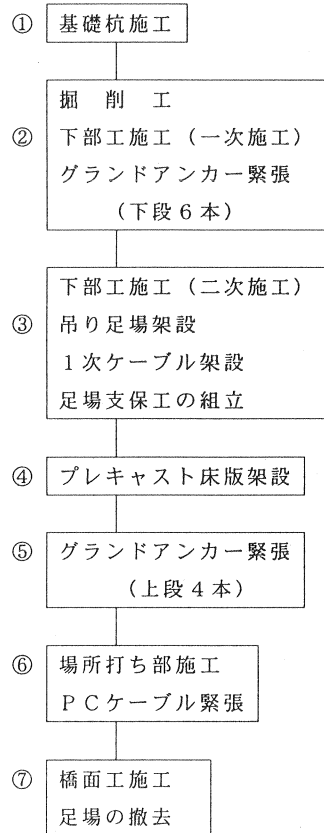 ① 基礎杭施工
掘 削 工
② 下部工施工（一次施工）
グランドアンカー緊張
（下段６本）
下部工施工（二次施工）
③ 吊り足場架設
１次ケーブル架設
足場支保工の組立
④ プレキャスト床版架設
⑤ グランドアンカー緊張
（上段４本）
⑥ 場所打ち部施工
ＰＣケーブル緊張
⑦ 橋面工施工
足場の撤去